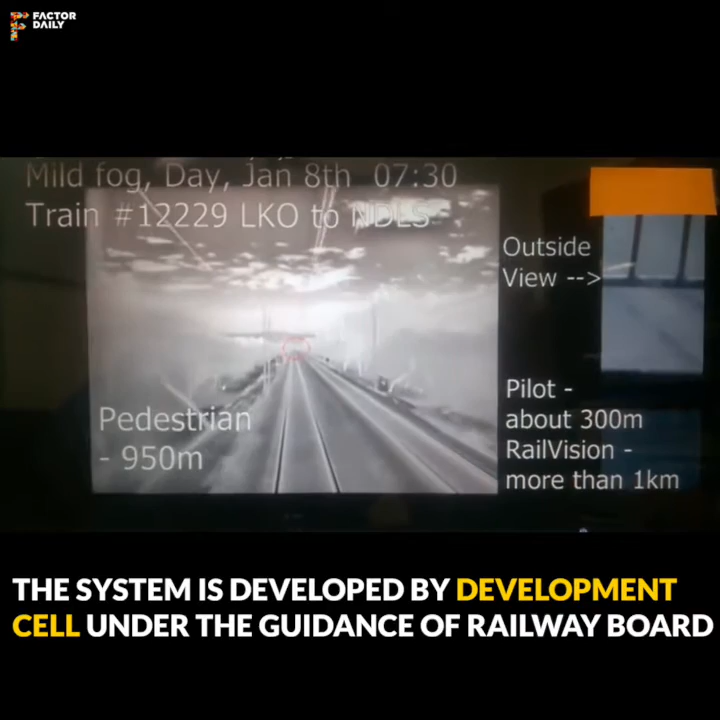 FACTOR
DAILY
Mild fog, Day, Jan 8th 07:30
Train #12229 LKO to NDLS
Outside
View -->
Pedestrian
- 950m
Pilot -
about 300m
RailVision -
more than 1km
THE SYSTEM IS DEVELOPED BY DEVELOPMENT
CELL UNDER THE GUIDANCE OF RAILWAY BOARD